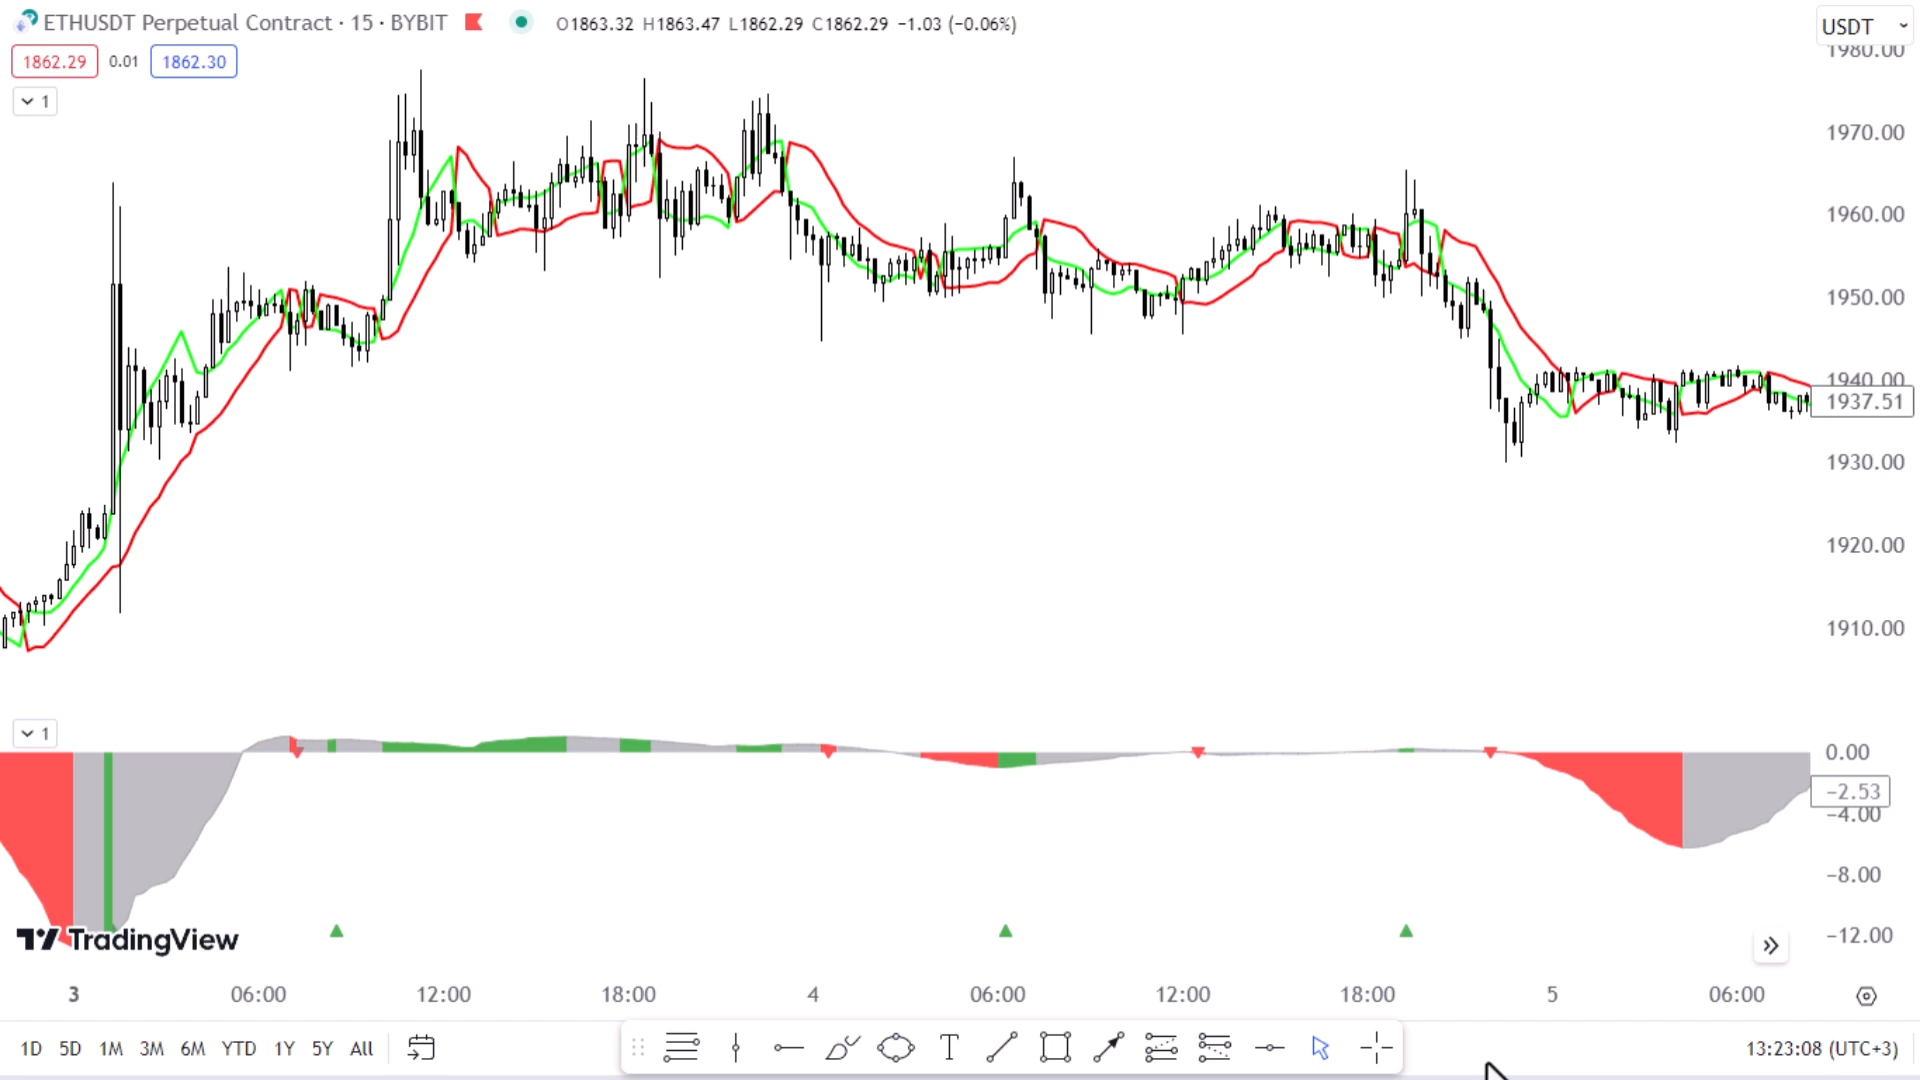 ETHUSDT Perpetual Contract · 15 · BYBIT O1863.32 H1863.47 L1862.29 C1862.29 −1.03 (−0.06%)
USDT
1862.29 0.01 1862.30
1
1980.00
1970.00
1960.00
1950.00
1940.00
1937.51
1930.00
1920.00
1910.00
1
0.00
−2.53
−4.00
−8.00
−12.00
TradingView
3 06:00 12:00 18:00 4 06:00 12:00 18:00 5 06:00
1D 5D 1M 3M 6M YTD 1Y 5Y All T 13:23:08 (UTC+3)